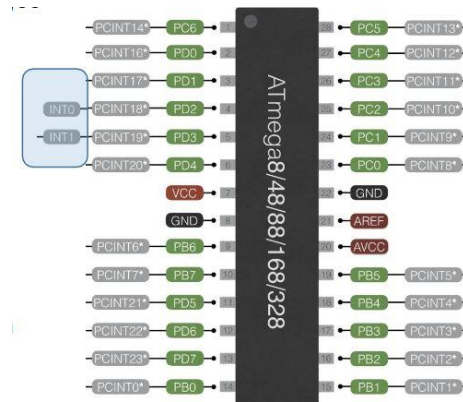 PCINT14* PC6 1 28 PC5 PCINT13*
PCINT16* PD0 2 27 PC4 PCINT12*
PCINT17* PD1 3 26 PC3 PCINT11*
INT0 PCINT18* PD2 4 25 PC2 PCINT10*
INT1 PCINT19* PD3 5 24 PC1 PCINT9*
PCINT20* PD4 6 23 PC0 PCINT8*
VCC 7 22 GND
GND 8 21 AREF
PCINT6* PB6 9 20 AVCC
PCINT7* PB7 10 19 PB5 PCINT5*
PCINT21* PD5 11 18 PB4 PCINT4*
PCINT22* PD6 12 17 PB3 PCINT3*
PCINT23* PD7 13 16 PB2 PCINT2*
PCINT0* PB0 14 15 PB1 PCINT1*
ATmega8/48/88/168/328